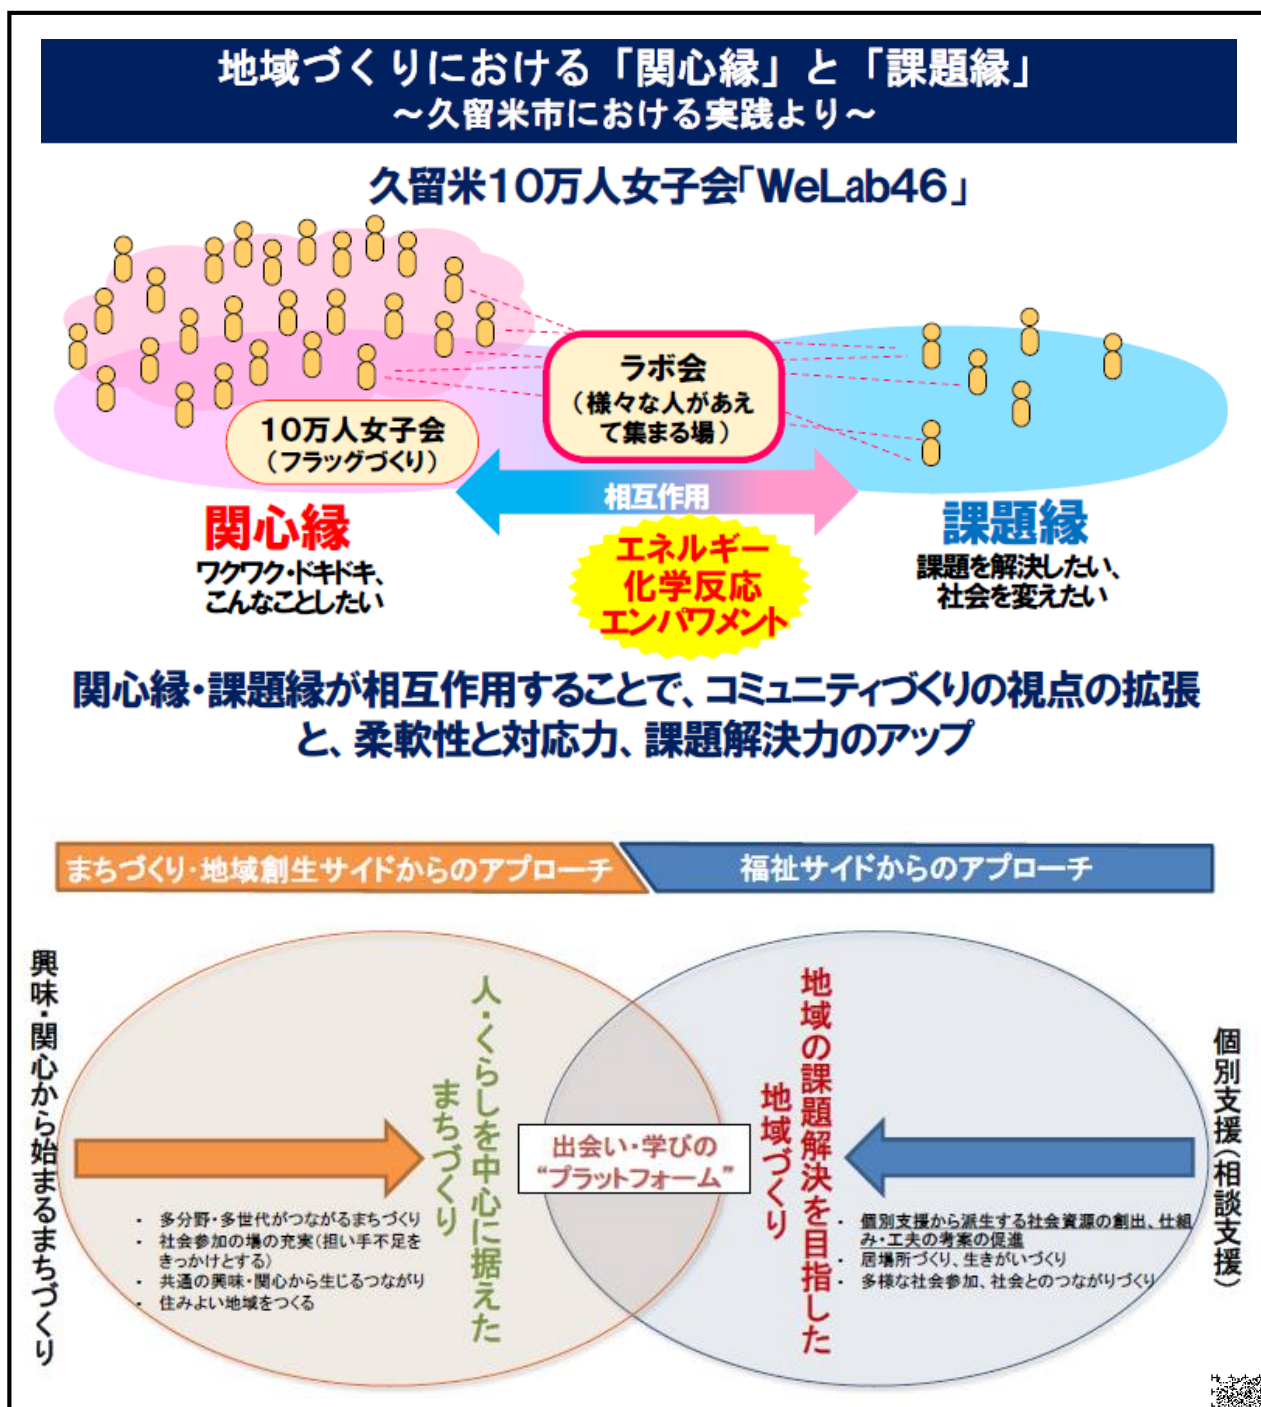 地域づくりにおける「関心縁」と「課題縁」
～久留米市における実践より～
久留米10万人女子会「WeLab46」
ラボ会
（様々な人があえ
て集まる場）
10万人女子会
（フラッグづくり）
相互作用
関心縁
ワクワク・ドキドキ、
こんなことしたい
エネルギー
化学反応
エンパワメント
課題縁
課題を解決したい、
社会を変えたい
関心縁・課題縁が相互作用することで、コミュニティづくりの視点の拡張
と、柔軟性と対応力、課題解決力のアップ
まちづくり・地域創生サイドからのアプローチ
福祉サイドからのアプローチ
興味・関心から始まるまちづくり
人・くらしを中心に据えた
まちづくり
・ 多分野・多世代がつながるまちづくり
・ 社会参加の場の充実（担い手不足を
きっかけとする）
・ 共通の興味・関心から生じるつながり
・ 住みよい地域をつくる
出会い・学びの
“プラットフォーム”
地域の課題解決を目指した
地域づくり
・ 個別支援から派生する社会資源の創出、仕組
み・工夫の考案の促進
・ 居場所づくり、生きがいづくり
・ 多様な社会参加、社会とのつながりづくり
個別支援（相談支援）